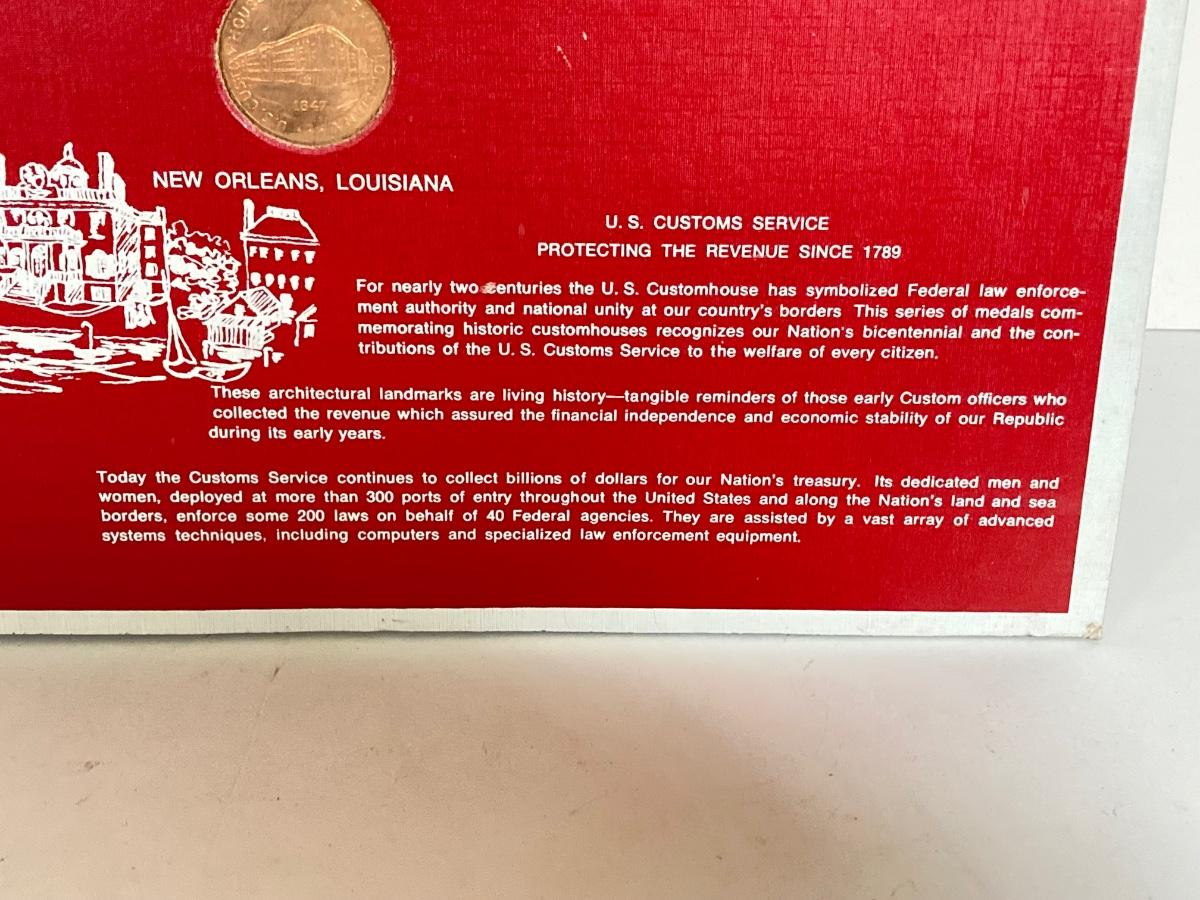 U.S. CUSTOM HOUSE
1847
NEW ORLEANS, LOUISIANA
U. S. CUSTOMS SERVICE
PROTECTING THE REVENUE SINCE 1789
For nearly two centuries the U. S. Customhouse has symbolized Federal law enforce-
ment authority and national unity at our country's borders This series of medals com-
memorating historic customhouses recognizes our Nation's bicentennial and the con-
tributions of the U. S. Customs Service to the welfare of every citizen.
These architectural landmarks are living history—tangible reminders of those early Custom officers who
collected the revenue which assured the financial independence and economic stability of our Republic
during its early years.
Today the Customs Service continues to collect billions of dollars for our Nation's treasury. Its dedicated men and
women, deployed at more than 300 ports of entry throughout the United States and along the Nation's land and sea
borders, enforce some 200 laws on behalf of 40 Federal agencies. They are assisted by a vast array of advanced
systems techniques, including computers and specialized law enforcement equipment.